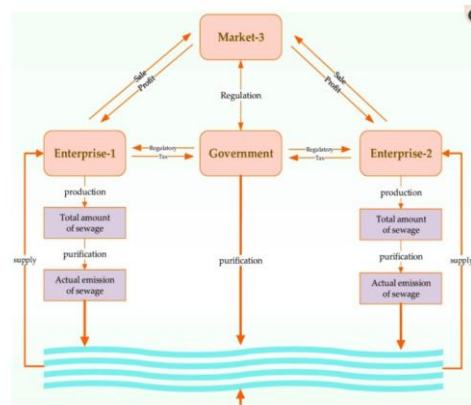 Market-3
Sale
Profit
Sale
Profit
Regulation
Enterprise-1
Regulatory
Tax
Government
Regulatory
Tax
Enterprise-2
production
production
Total amount
of sewage
Total amount
of sewage
supply
purification
purification
purification
supply
Actual emission
of sewage
Actual emission
of sewage